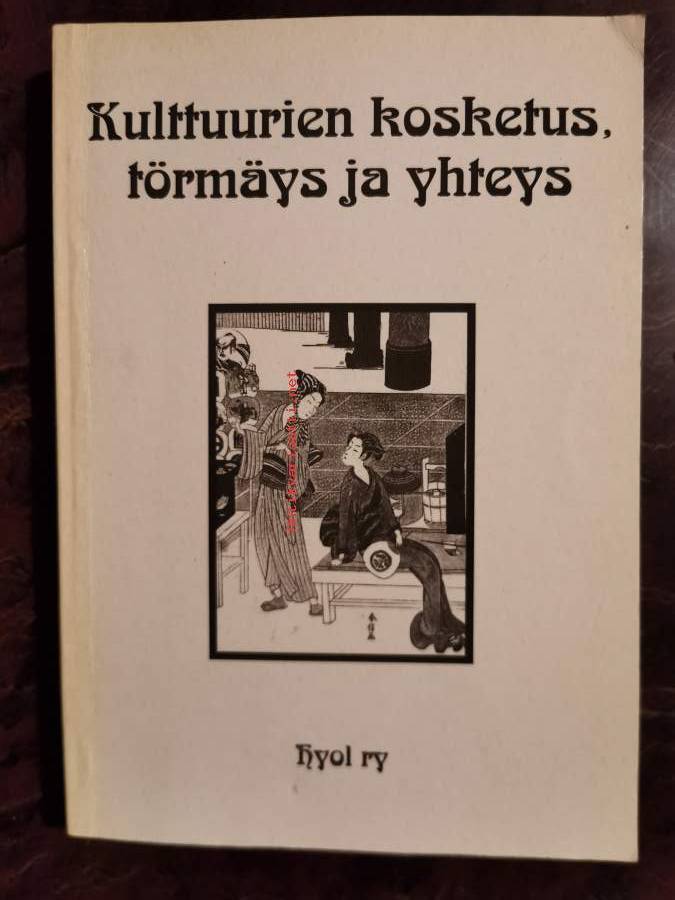 Kulttuurien kosketus,
törmäys ja yhteys
Hyol ry